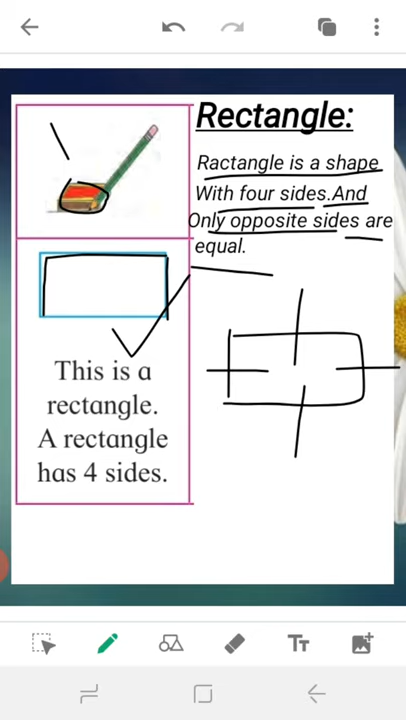 Rectangle:
Ractangle is a shape
With four sides.And
Only opposite sides are
equal.
This is a
rectangle.
A rectangle
has 4 sides.
Tт